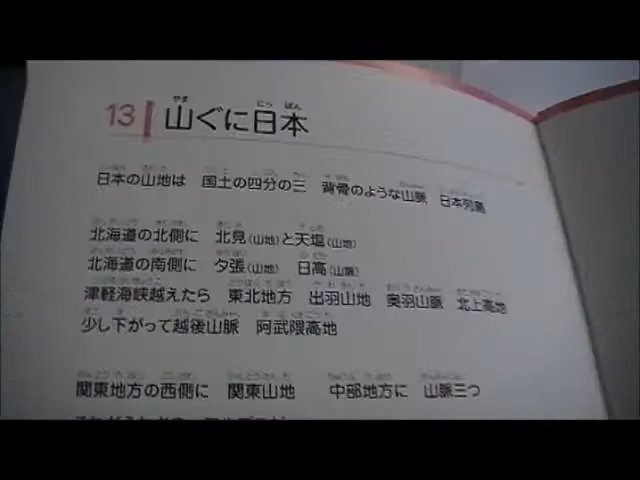 13 山ぐに日本
日本の山地は 国土の四分の三 背骨のような山脈 日本列島
北海道の北側に 北見(山地)と天塩(山地)
北海道の南側に 夕張(山地) 日高(山脈)
津軽海峡越えたら 東北地方 出羽山地 奥羽山脈 北上高地
少し下がって越後山脈 阿武隈高地
関東地方の西側に 関東山地 中部地方に 山脈三つ